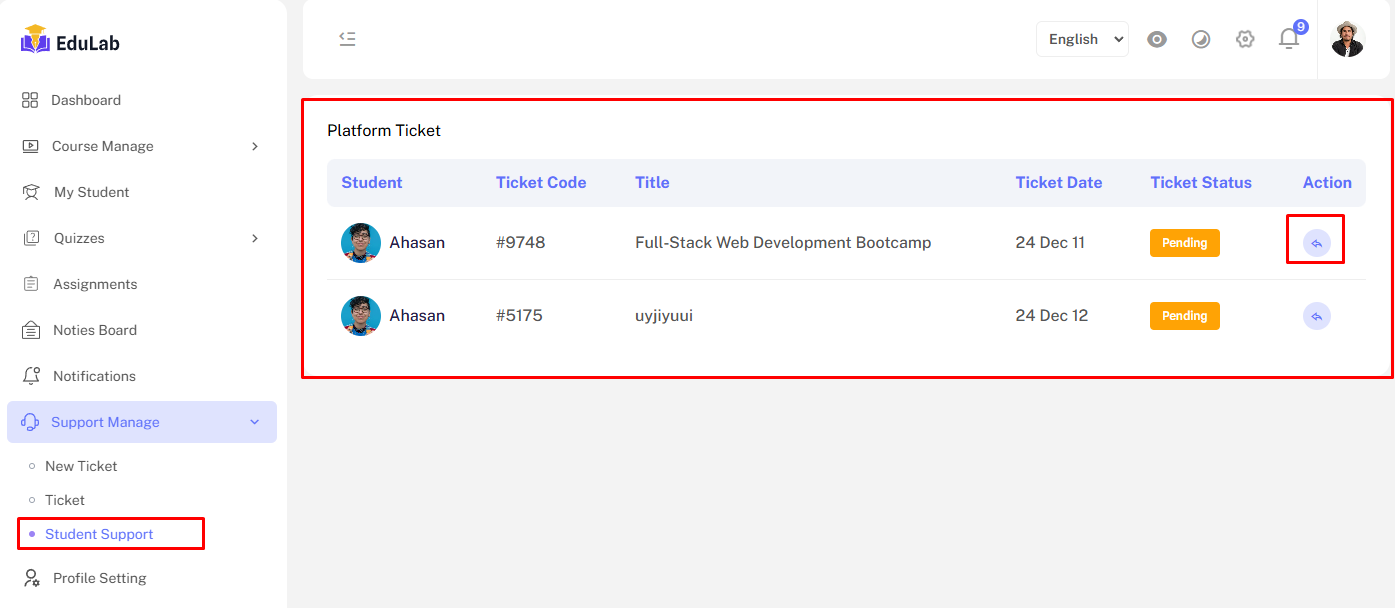 EduLab
Dashboard
Course Manage
My Student
Quizzes
Assignments
Noties Board
Notifications
Support Manage
New Ticket
Ticket
Student Support
Profile Setting
English
9
Platform Ticket
Student Ticket Code Title Ticket Date Ticket Status Action
Ahasan #9748 Full-Stack Web Development Bootcamp 24 Dec 11 Pending
Ahasan #5175 uyjiyuui 24 Dec 12 Pending